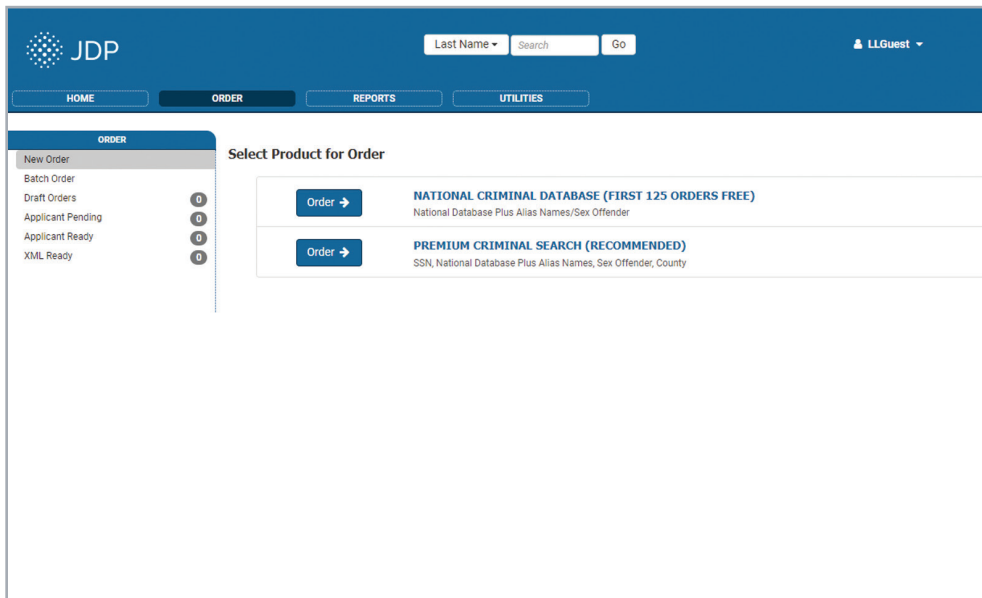 JDP
Last Name
Search
Go
LLGuest
HOME
ORDER
REPORTS
UTILITIES
ORDER
New Order
Batch Order
Draft Orders 0
Applicant Pending 0
Applicant Ready 0
XML Ready 0
Select Product for Order
Order
NATIONAL CRIMINAL DATABASE (FIRST 125 ORDERS FREE)
National Database Plus Alias Names/Sex Offender
Order
PREMIUM CRIMINAL SEARCH (RECOMMENDED)
SSN, National Database Plus Alias Names, Sex Offender, County